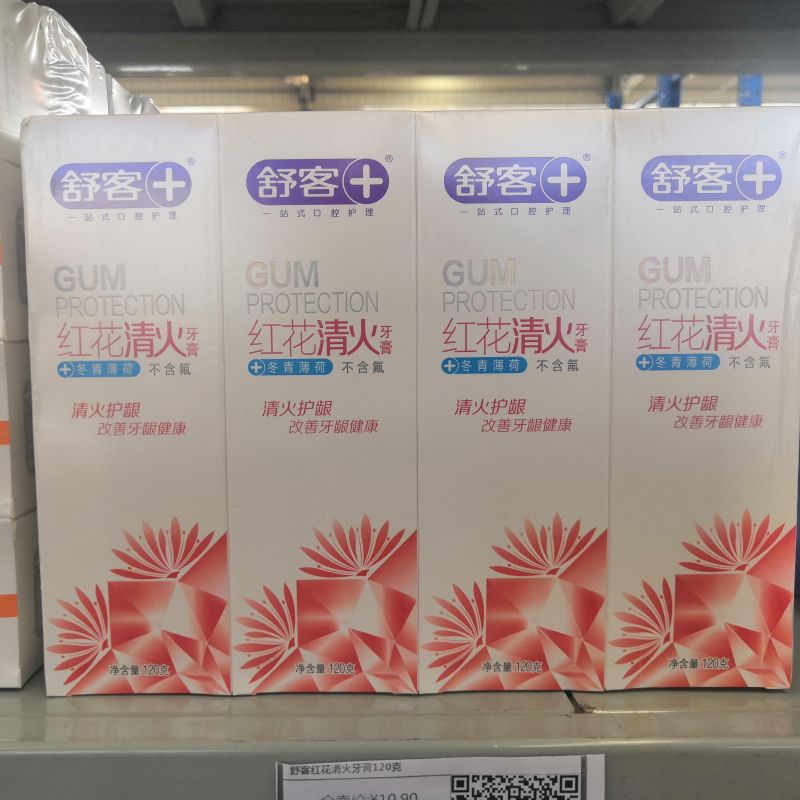 舒客+®
一站式口腔护理
GUM
PROTECTION
红花清火牙膏
+冬青薄荷 不含氟
清火护龈
改善牙龈健康
净含量:120克
舒客+®
一站式口腔护理
GUM
PROTECTION
红花清火牙膏
+冬青薄荷 不含氟
清火护龈
改善牙龈健康
净含量:120克
舒客+®
一站式口腔护理
GUM
PROTECTION
红花清火牙膏
+冬青薄荷 不含氟
清火护龈
改善牙龈健康
净含量:120克
舒客+®
一站式口腔护理
GUM
PROTECTION
红花清火牙膏
+冬青薄荷 不含氟
清火护龈
改善牙龈健康
净含量:120克
舒客红花清火牙膏120克
¥10.90